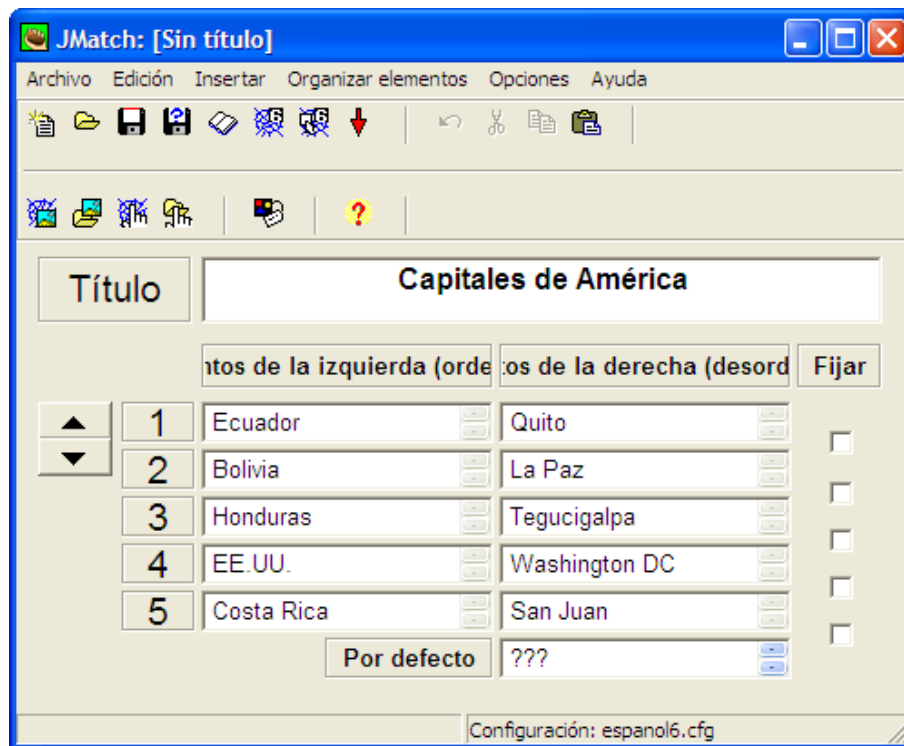 JMatch: [Sin título]
Archivo Edición Insertar Organizar elementos Opciones Ayuda
Título
Capitales de América
ntos de la izquierda (orde
tos de la derecha (desord
Fijar
1 Ecuador Quito
2 Bolivia La Paz
3 Honduras Tegucigalpa
4 EE.UU. Washington DC
5 Costa Rica San Juan
Por defecto ???
Configuración: espanol6.cfg